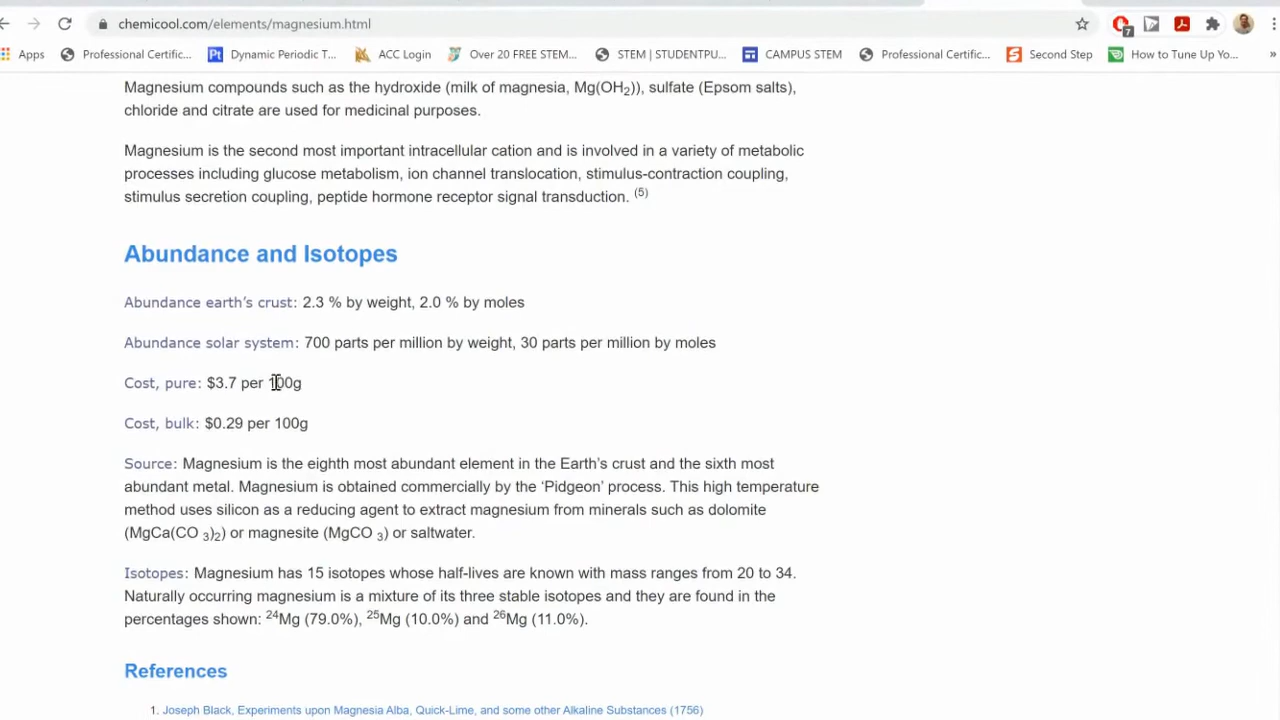 chemicool.com/elements/magnesium.html
7
Apps Professional Certific... Pt Dynamic Periodic T... ACC Login Over 20 FREE STEM... STEM | STUDENTPU... CAMPUS STEM Professional Certific... Second Step How to Tune Up Yo... »
Magnesium compounds such as the hydroxide (milk of magnesia, Mg(OH₂)), sulfate (Epsom salts),
chloride and citrate are used for medicinal purposes.
Magnesium is the second most important intracellular cation and is involved in a variety of metabolic
processes including glucose metabolism, ion channel translocation, stimulus-contraction coupling,
stimulus secretion coupling, peptide hormone receptor signal transduction. (5)
Abundance and Isotopes
Abundance earth's crust: 2.3 % by weight, 2.0 % by moles
Abundance solar system: 700 parts per million by weight, 30 parts per million by moles
Cost, pure: $3.7 per 100g
Cost, bulk: $0.29 per 100g
Source: Magnesium is the eighth most abundant element in the Earth's crust and the sixth most
abundant metal. Magnesium is obtained commercially by the ‘Pidgeon’ process. This high temperature
method uses silicon as a reducing agent to extract magnesium from minerals such as dolomite
(MgCa(CO ₃)₂) or magnesite (MgCO ₃) or saltwater.
Isotopes: Magnesium has 15 isotopes whose half-lives are known with mass ranges from 20 to 34.
Naturally occurring magnesium is a mixture of its three stable isotopes and they are found in the
percentages shown: ²⁴Mg (79.0%), ²⁵Mg (10.0%) and ²⁶Mg (11.0%).
References
1. Joseph Black, Experiments upon Magnesia Alba, Quick-Lime, and some other Alkaline Substances (1756)